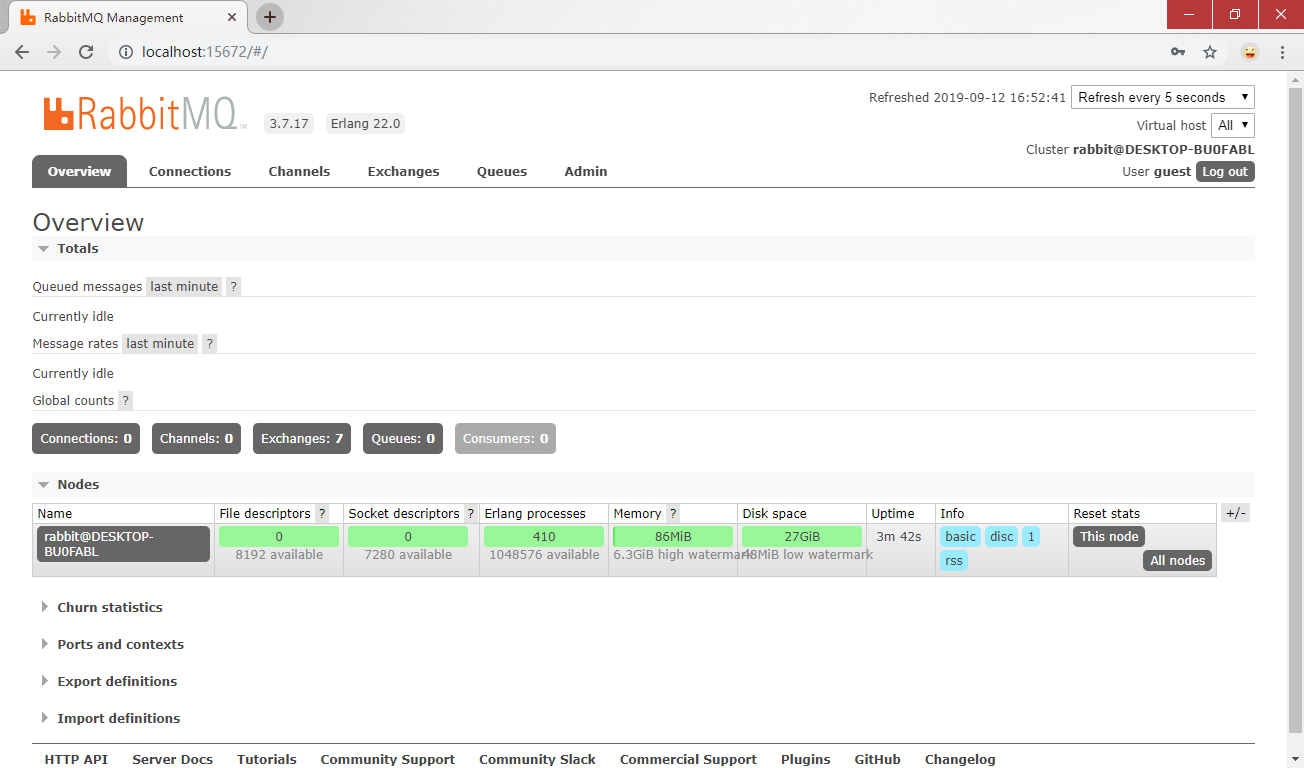 RabbitMQ Management
localhost:15672/#/
RabbitMQ TM
3.7.17 Erlang 22.0
Refreshed 2019-09-12 16:52:41 Refresh every 5 seconds
Virtual host All
Cluster rabbit@DESKTOP-BU0FABL
User guest Log out
Overview Connections Channels Exchanges Queues Admin
Overview
Totals
Queued messages last minute ?
Currently idle
Message rates last minute ?
Currently idle
Global counts ?
Connections: 0 Channels: 0 Exchanges: 7 Queues: 0 Consumers: 0
Nodes
Name File descriptors ? Socket descriptors ? Erlang processes Memory ? Disk space Uptime Info Reset stats +/-
rabbit@DESKTOP-BU0FABL 0 0 410 86MiB 27GiB 3m 42s basic disc 1 This node
8192 available 7280 available 1048576 available 6.3GiB high watermark 48MiB low watermark rss All nodes
Churn statistics
Ports and contexts
Export definitions
Import definitions
HTTP API Server Docs Tutorials Community Support Community Slack Commercial Support Plugins GitHub Changelog